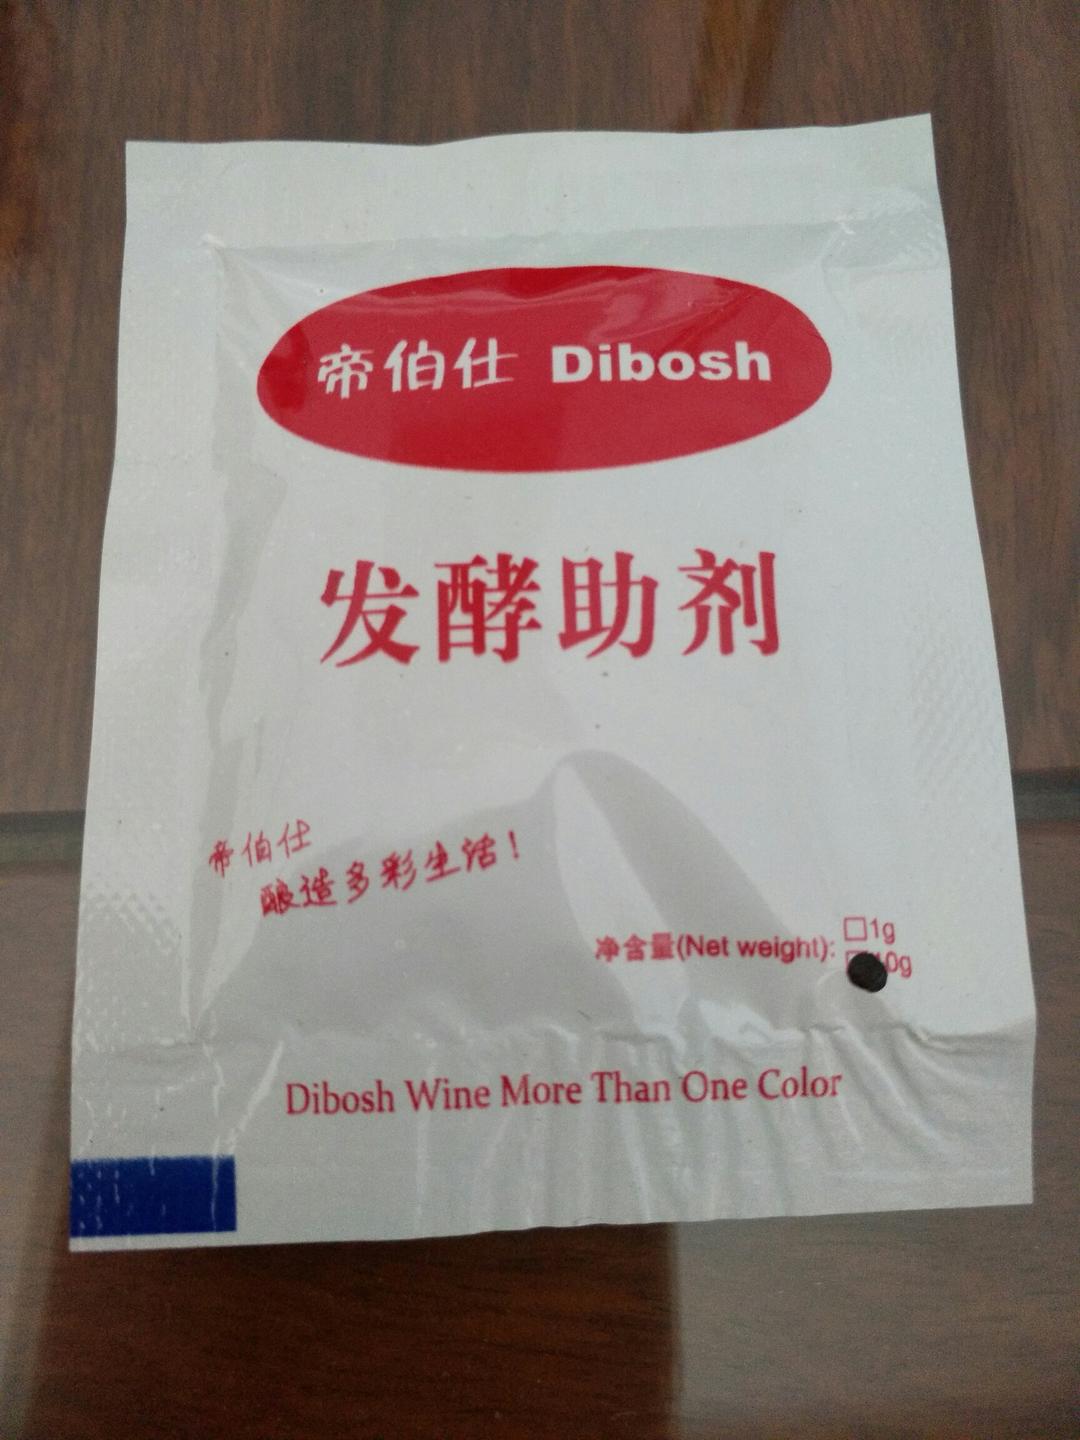 帝伯仕 Dibosh
发酵助剂
帝伯仕
酿造多彩生活！
净含量(Net weight): □1g
0g
Dibosh Wine More Than One Color